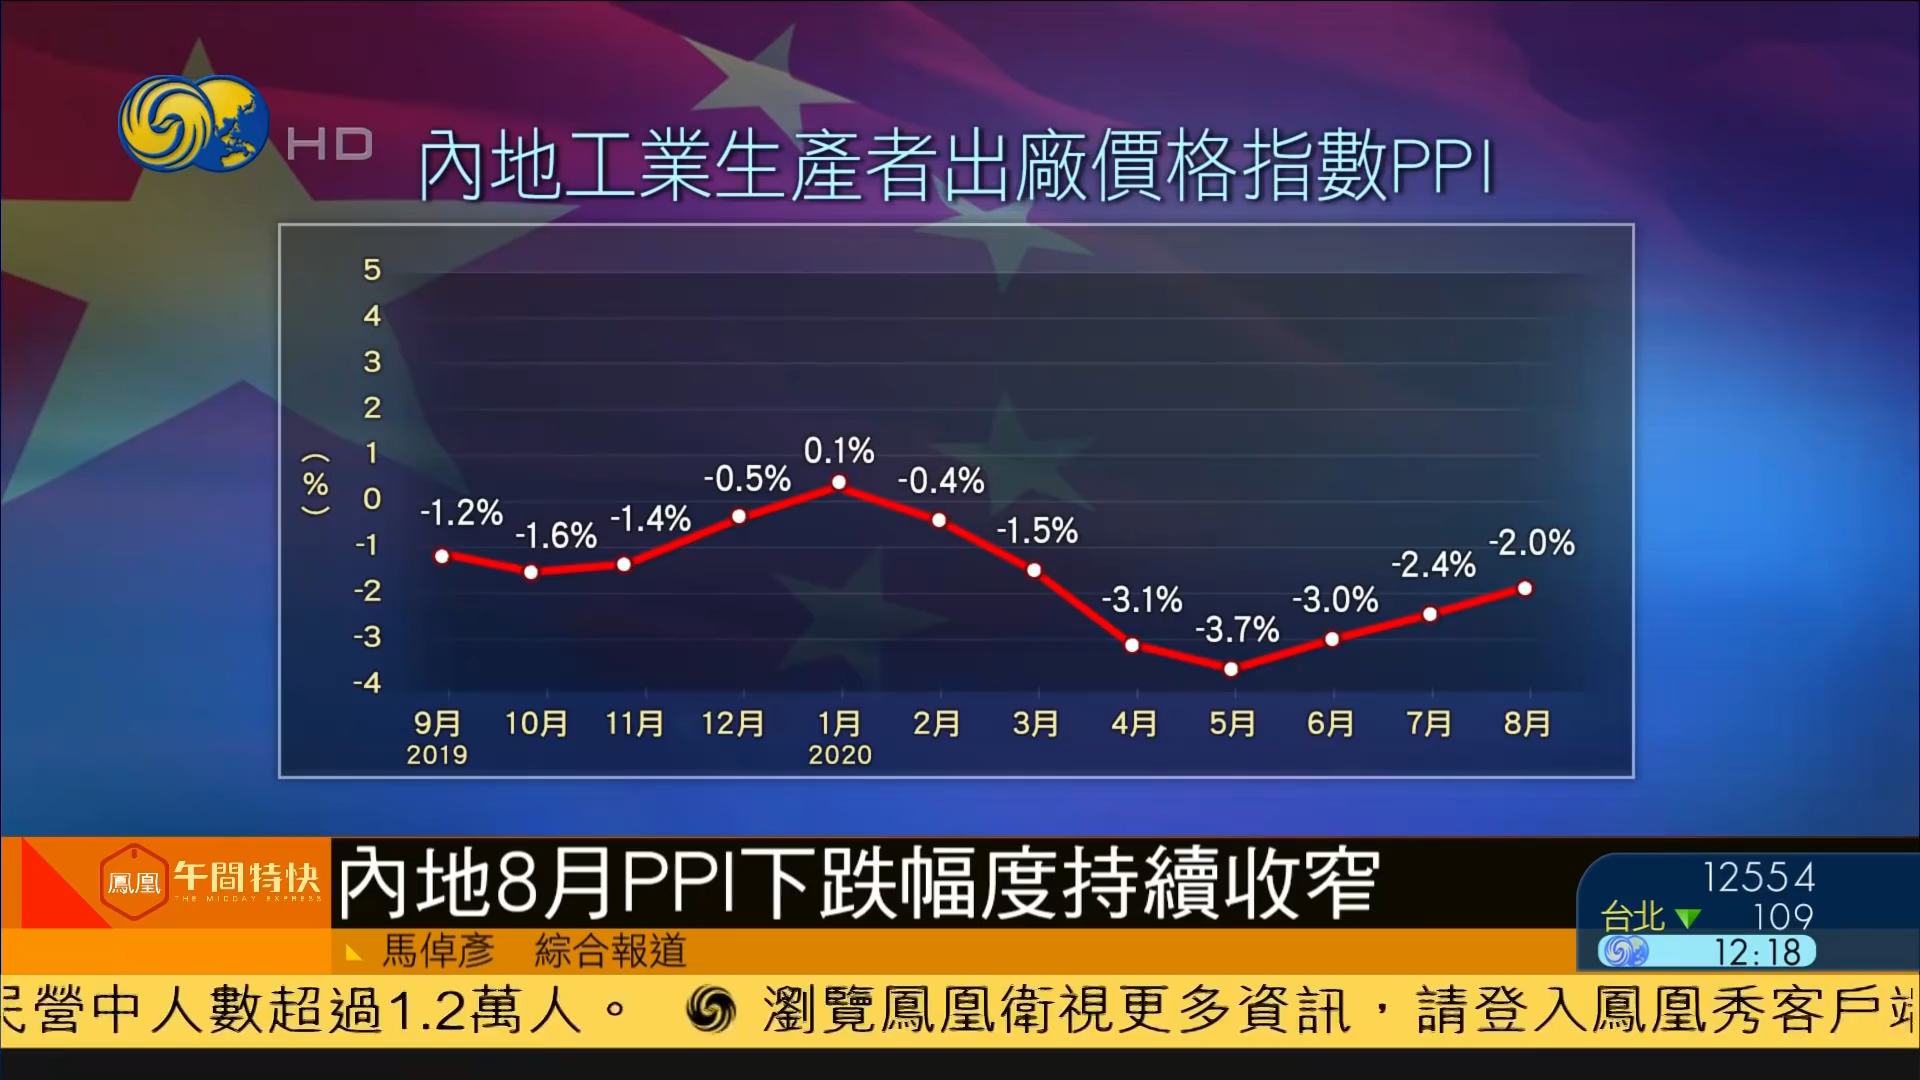 HD
內地工業生產者出廠價格指數PPI
5
4
3
2
1
0
-1
-2
-3
-4
(%)
-1.2%
-1.6%
-1.4%
-0.5%
0.1%
-0.4%
-1.5%
-3.1%
-3.7%
-3.0%
-2.4%
-2.0%
9月 10月 11月 12月 1月 2月 3月 4月 5月 6月 7月 8月
2019 2020
鳳凰 午間特快
THE MIDDAY EXPRESS
內地8月PPI下跌幅度持續收窄
馬倬彥 綜合報道
12554
台北 109
12:18
民營中人數超過1.2萬人。 瀏覽鳳凰衛視更多資訊，請登入鳳凰秀客戶端